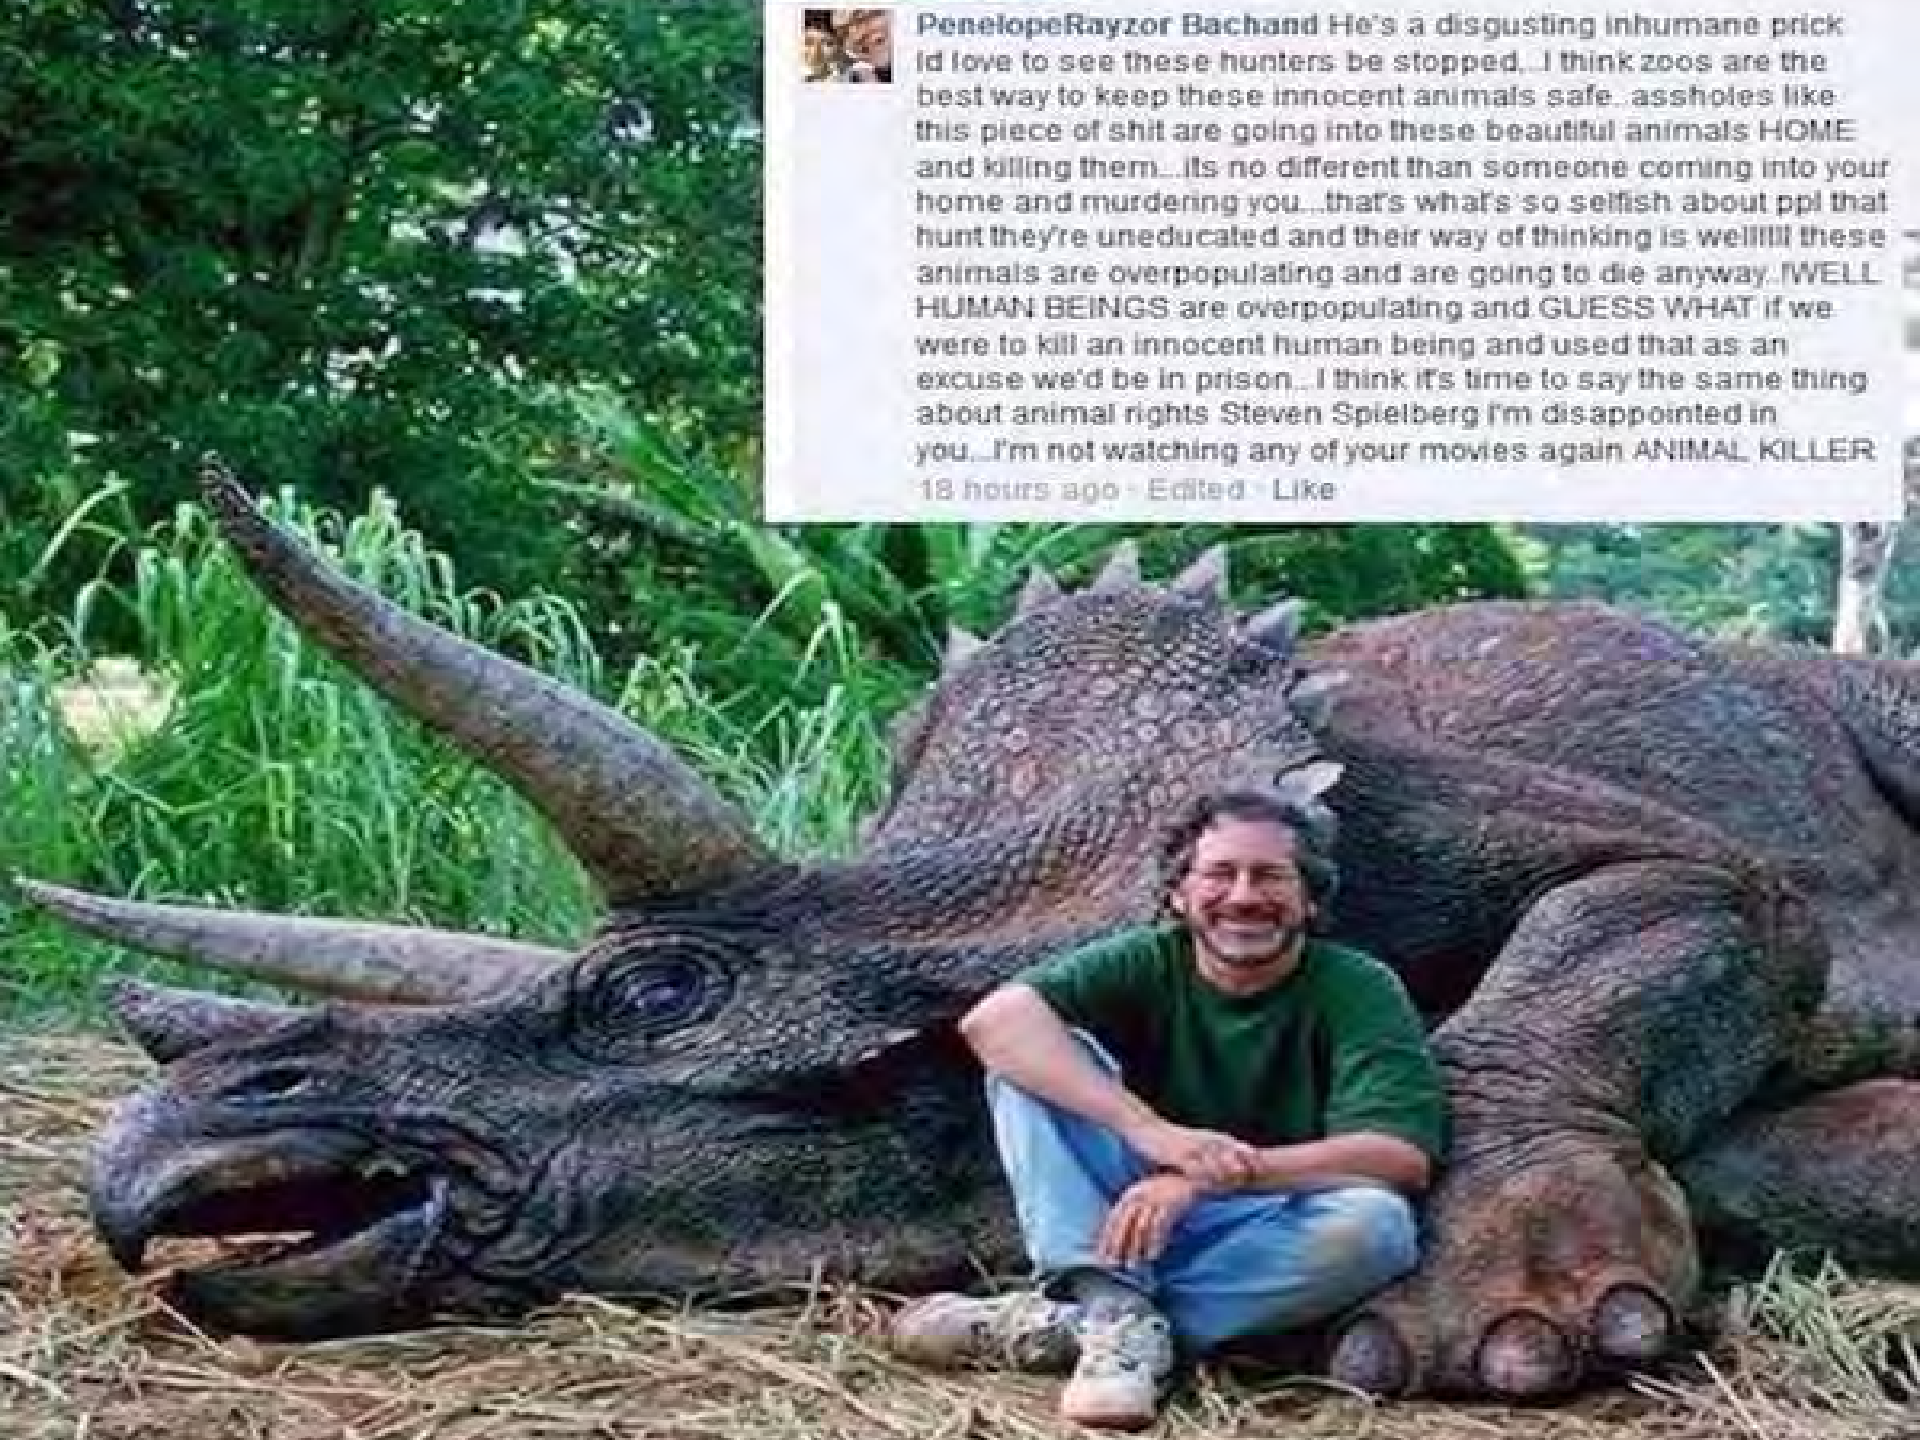 PenelopeRayzor Bachand He's a disgusting inhumane prick
Id love to see these hunters be stopped...I think zoos are the
best way to keep these innocent animals safe..assholes like
this piece of shit are going into these beautiful animals HOME
and killing them...its no different than someone coming into your
home and murdering you...that's what's so selfish about ppl that
hunt they're uneducated and their way of thinking is wellllllll these
animals are overpopulating and are going to die anyway..!WELL
HUMAN BEINGS are overpopulating and GUESS WHAT if we
were to kill an innocent human being and used that as an
excuse we'd be in prison...I think it's time to say the same thing
about animal rights Steven Spielberg I'm disappointed in
you...I'm not watching any of your movies again ANIMAL KILLER
18 hours ago · Edited · Like